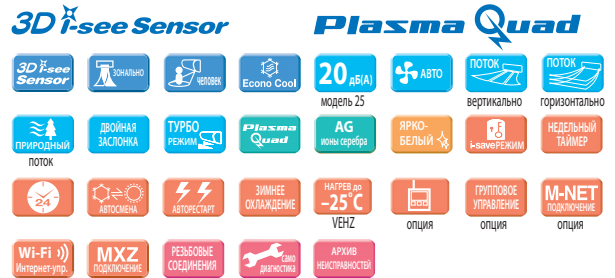 3D i-see Sensor
Plasma Quad
3D i-see
Sensor
ЗОНАЛЬНО
ЧЕЛОВЕК
Econo Cool
20 дБ(А)
модель 25
АВТО
ПОТОК
вертикально
ПОТОК
горизонтально
ПРИРОДНЫЙ
поток
ДВОЙНАЯ
ЗАСЛОНКА
ТУРБО
РЕЖИМ
Plasma
Quad
AG
ионы серебра
ЯРКО-
БЕЛЫЙ
i-save РЕЖИМ
НЕДЕЛЬНЫЙ
ТАЙМЕР
24
АВТОСМЕНА
АВТОРЕСТАРТ
ЗИМНЕЕ
ОХЛАЖДЕНИЕ
НАГРЕВ до
–25°C
VEHZ
опция
ГРУППОВОЕ
УПРАВЛЕНИЕ
опция
M-NET
ПОДКЛЮЧЕНИЕ
опция
Wi-Fi
Интернет-упр.
MXZ
ПОДКЛЮЧЕНИЕ
РЕЗЬБОВЫЕ
СОЕДИНЕНИЯ
само
диагностика
АРХИВ
НЕИСПРАВНОСТЕЙ